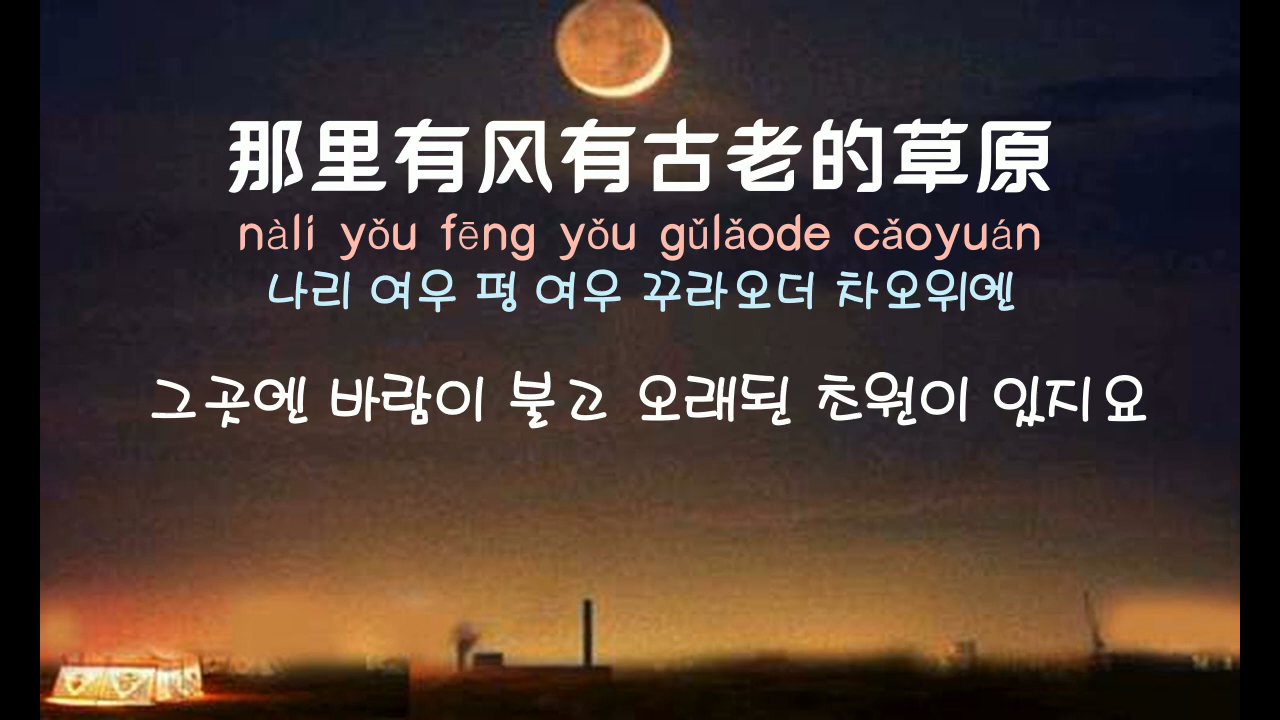 那里有风有古老的草原
nàlí yǒu fēng yǒu gǔlǎode cǎoyuán
나리 여우 펑 여우 꾸라오더 차오위엔
그곳엔 바람이 불고 오래된 초원이 있지요